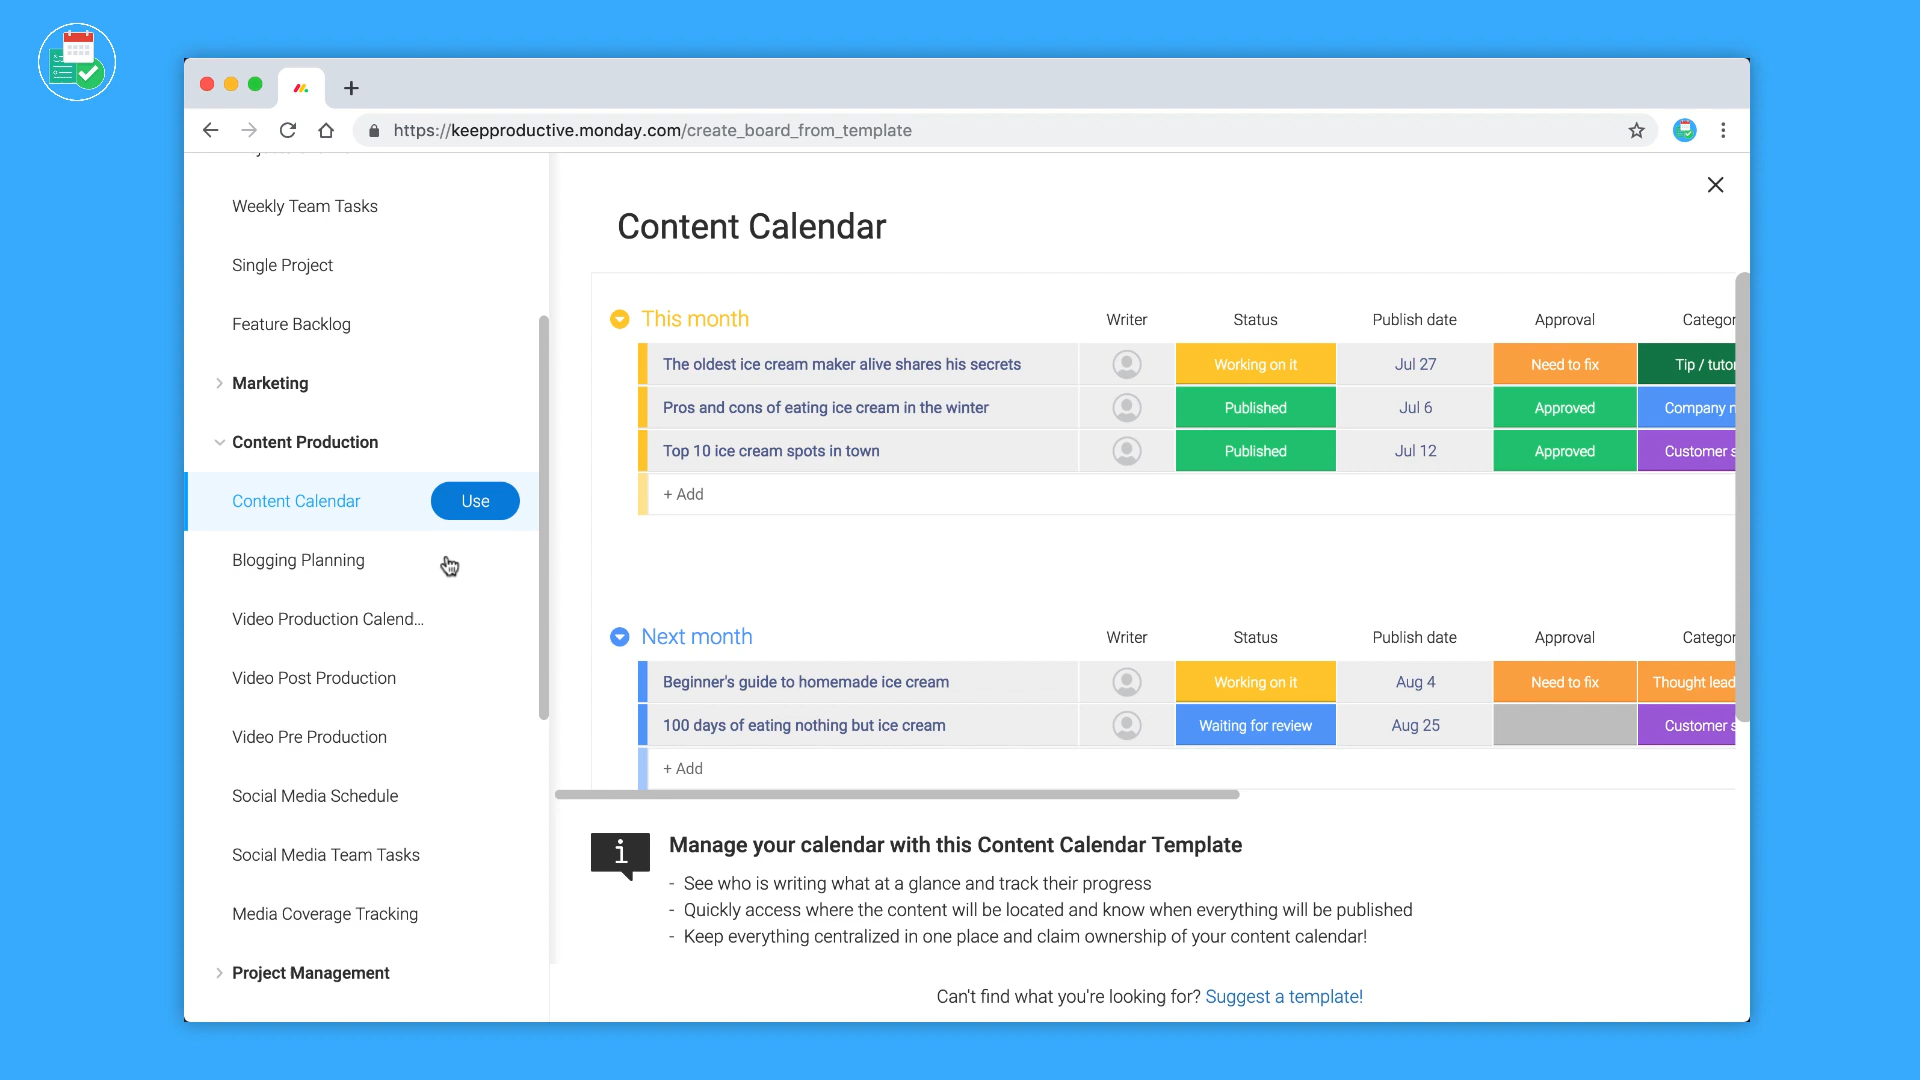 https://keepproductive.monday.com/create_board_from_template
Weekly Team Tasks
Single Project
Feature Backlog
Marketing
Content Production
Content Calendar
Use
Blogging Planning
Video Production Calend...
Video Post Production
Video Pre Production
Social Media Schedule
Social Media Team Tasks
Media Coverage Tracking
Project Management
Content Calendar
This month Writer Status Publish date Approval Categor
The oldest ice cream maker alive shares his secrets Working on it Jul 27 Need to fix Tip / tutor
Pros and cons of eating ice cream in the winter Published Jul 6 Approved Company n
Top 10 ice cream spots in town Published Jul 12 Approved Customer s
+ Add
Next month Writer Status Publish date Approval Categor
Beginner's guide to homemade ice cream Working on it Aug 4 Need to fix Thought lead
100 days of eating nothing but ice cream Waiting for review Aug 25 Customer s
+ Add
i
Manage your calendar with this Content Calendar Template
- See who is writing what at a glance and track their progress
- Quickly access where the content will be located and know when everything will be published
- Keep everything centralized in one place and claim ownership of your content calendar!
Can't find what you're looking for? Suggest a template!